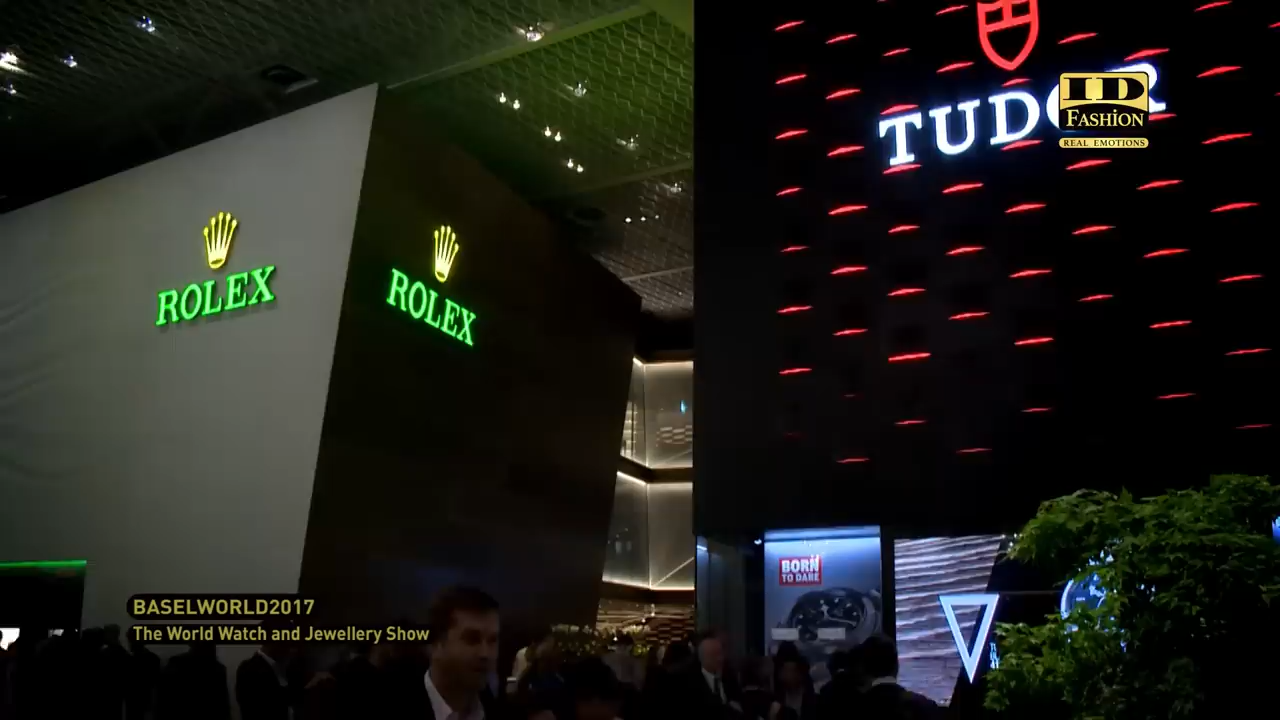 ROLEX
ROLEX
TUDOR
ID
FASHION
REAL EMOTIONS
BORN
TO DARE
BASELWORLD2017
The World Watch and Jewellery Show